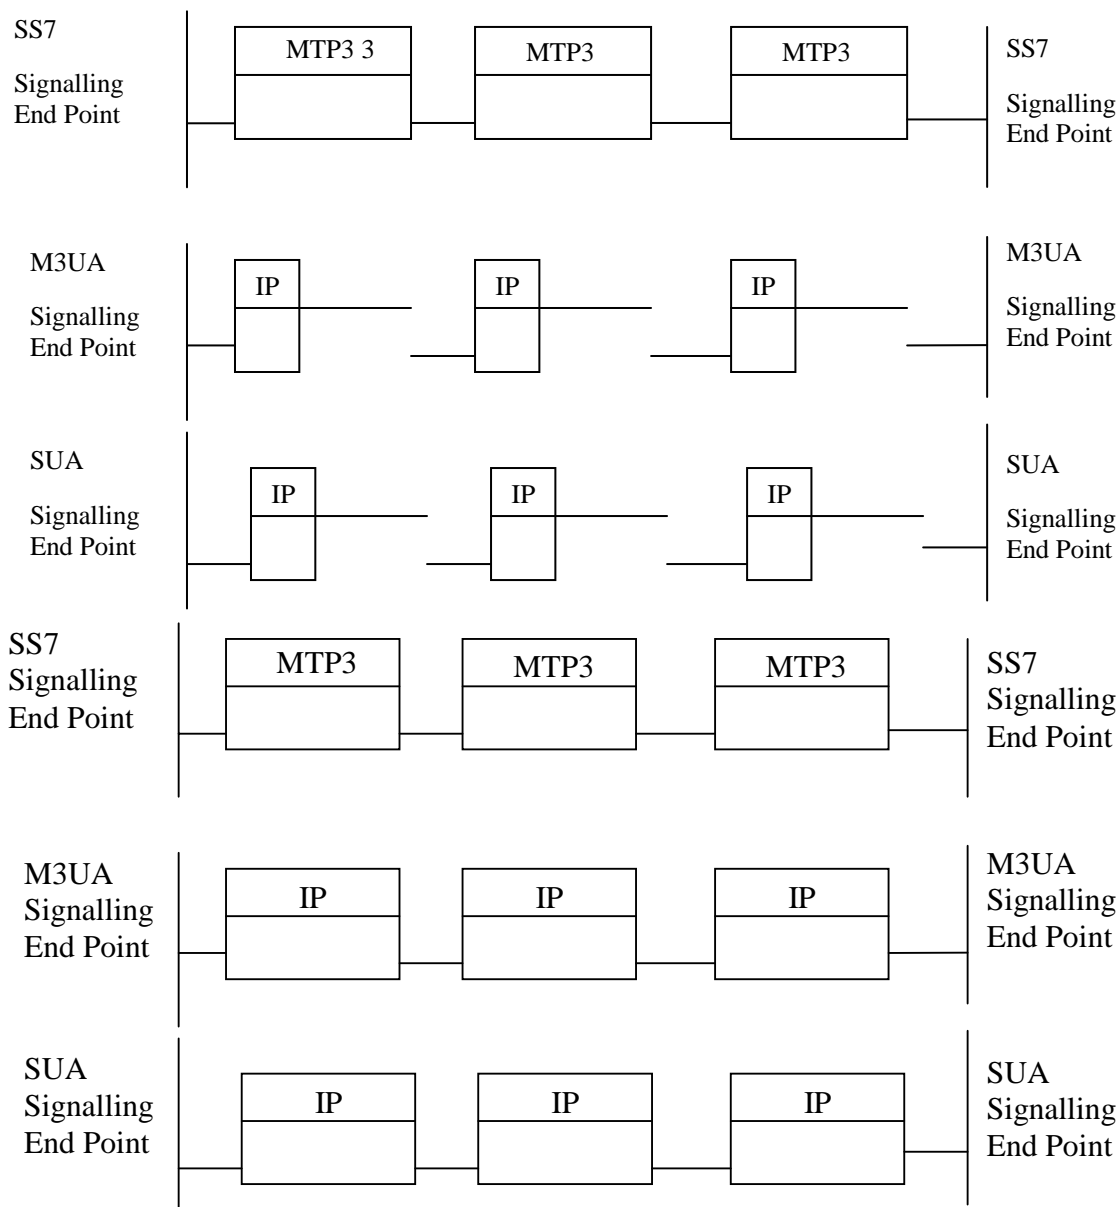 SS7
Signalling
End Point
MTP3 3
MTP3
MTP3
SS7
Signalling
End Point
M3UA
Signalling
End Point
IP
IP
IP
M3UA
Signalling
End Point
SUA
Signalling
End Point
IP
IP
IP
SUA
Signalling
End Point
SS7
Signalling
End Point
MTP3
MTP3
MTP3
SS7
Signalling
End Point
M3UA
Signalling
End Point
IP
IP
IP
M3UA
Signalling
End Point
SUA
Signalling
End Point
IP
IP
IP
SUA
Signalling
End Point